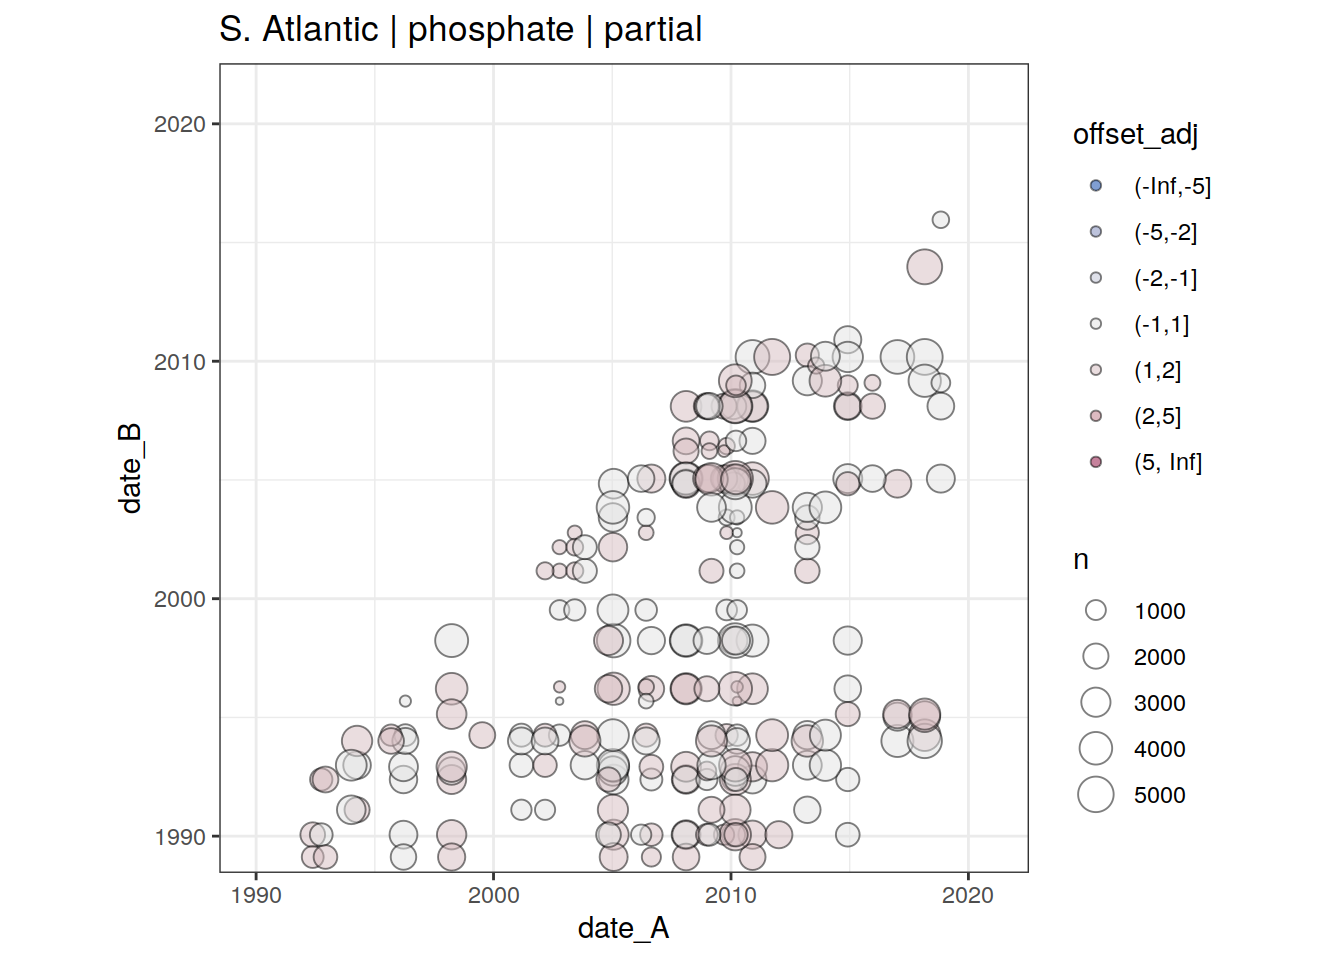 S. Atlantic | phosphate | partial
2020
2010
2000
1990
date_B
1990 2000 2010 2020
date_A
offset_adj
(-Inf,-5]
(-5,-2]
(-2,-1]
(-1,1]
(1,2]
(2,5]
(5, Inf]
n
1000
2000
3000
4000
5000